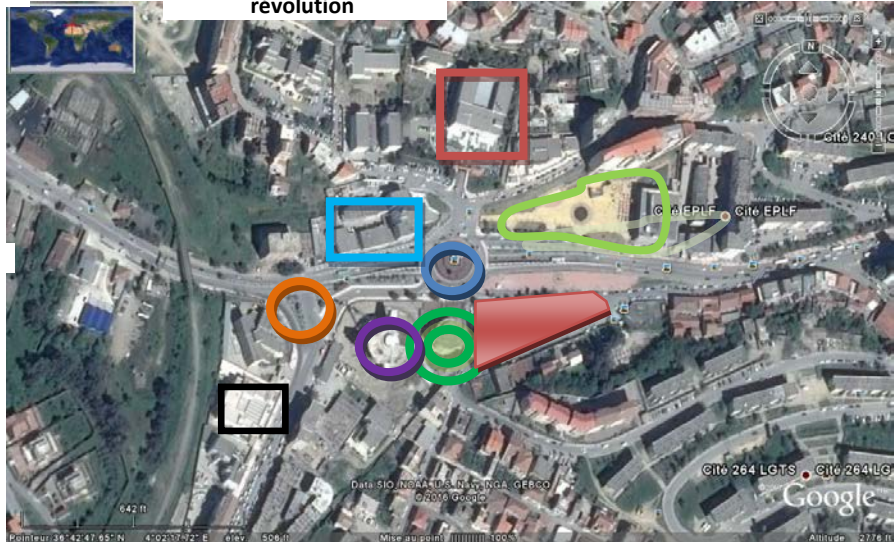 révolution
N
Cité 240 LO
Cité EPLF Cité EPLF
Cité 264 LGTS Cité 264 LG
Data SIO, NOAA, U.S. Navy, NGA, GEBCO
© 2016 Google
Google
642 ft
Pointeur 36°42'47.65" N 4°02'17.72" E élév. 506 ft Mise au point 100% Altitude 2776 ft